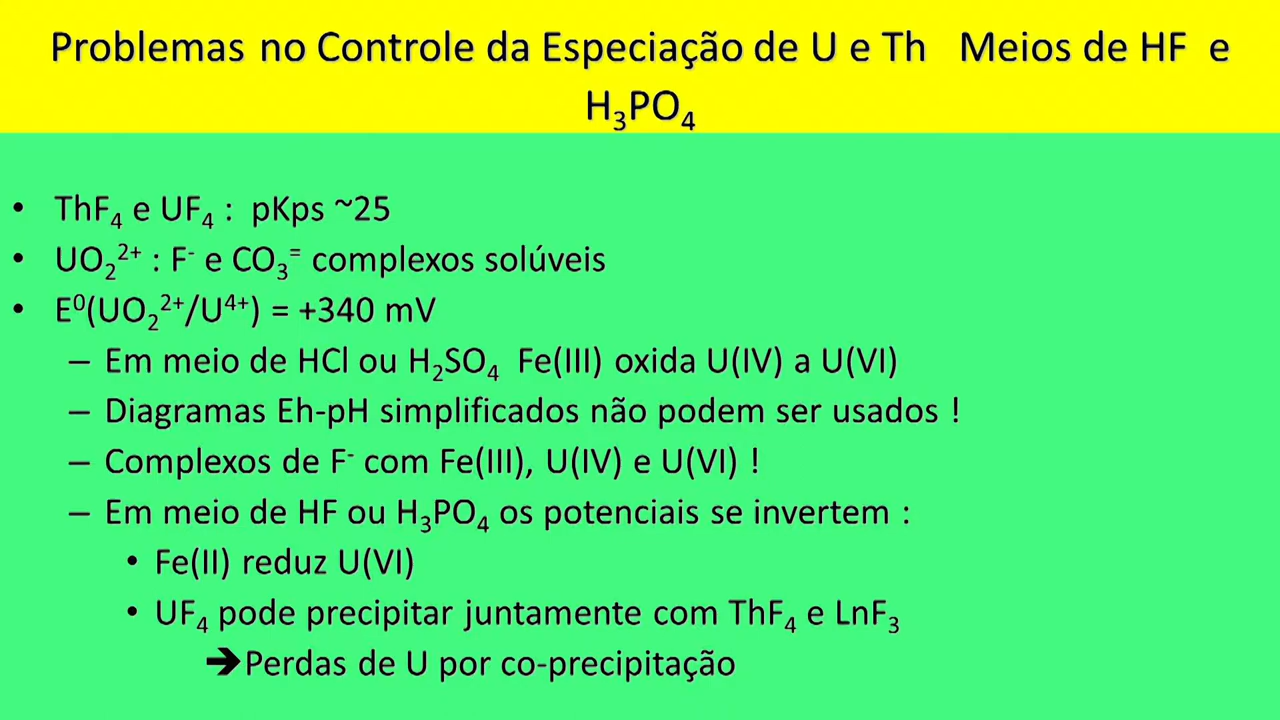 Problemas no Controle da Especiação de U e Th Meios de HF e
H₃PO₄
• ThF₄ e UF₄ : pKps ~25
• UO₂²⁺ : F⁻ e CO₃⁼ complexos solúveis
• E⁰(UO₂²⁺/U⁴⁺) = +340 mV
– Em meio de HCl ou H₂SO₄ Fe(III) oxida U(IV) a U(VI)
– Diagramas Eh-pH simplificados não podem ser usados !
– Complexos de F⁻ com Fe(III), U(IV) e U(VI) !
– Em meio de HF ou H₃PO₄ os potenciais se invertem :
• Fe(II) reduz U(VI)
• UF₄ pode precipitar juntamente com ThF₄ e LnF₃
➔Perdas de U por co-precipitação